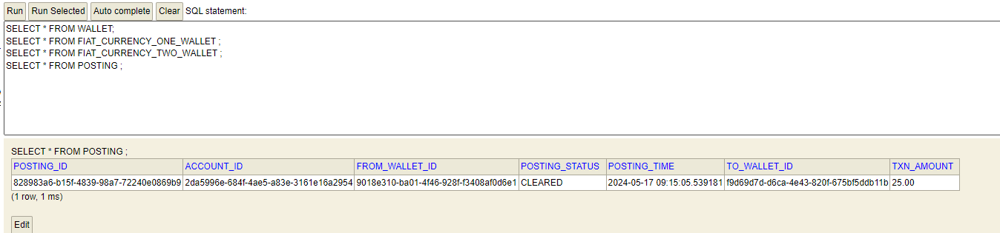 Run Run Selected Auto complete Clear SQL statement:
SELECT * FROM WALLET;
SELECT * FROM FIAT_CURRENCY_ONE_WALLET ;
SELECT * FROM FIAT_CURRENCY_TWO_WALLET ;
SELECT * FROM POSTING ;
SELECT * FROM POSTING ;
POSTING_ID ACCOUNT_ID FROM_WALLET_ID POSTING_STATUS POSTING_TIME TO_WALLET_ID TXN_AMOUNT
828983a6-b15f-4839-98a7-72240e0869b9 2da5996e-684f-4ae5-a83e-3161e16a2954 9018e310-ba01-4f46-928f-f3408af0d6e1 CLEARED 2024-05-17 09:15:05.539181 f9d69d7d-d6ca-4e43-820f-675bf5ddb11b 25.00
(1 row, 1 ms)
Edit